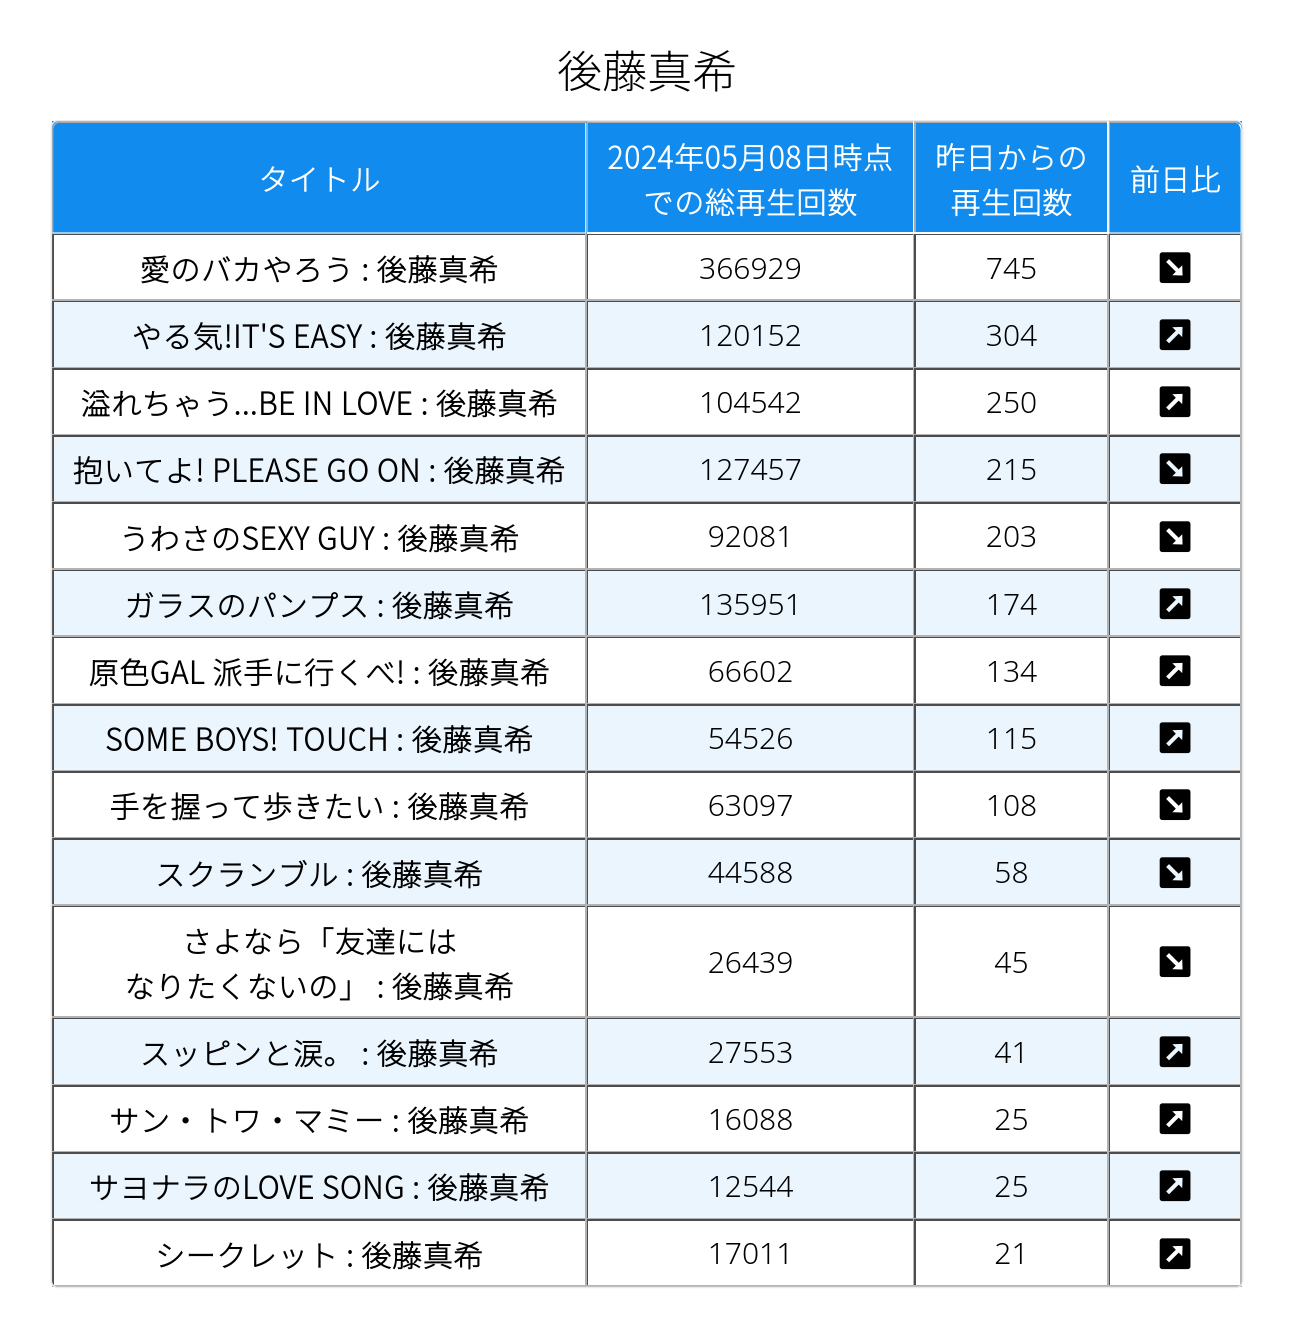 後藤真希
タイトル
2024年05月08日時点
での総再生回数
昨日からの
再生回数
前日比
愛のバカやろう : 後藤真希 366929 745
やる気!IT'S EASY : 後藤真希 120152 304
溢れちゃう...BE IN LOVE : 後藤真希 104542 250
抱いてよ! PLEASE GO ON : 後藤真希 127457 215
うわさのSEXY GUY : 後藤真希 92081 203
ガラスのパンプス : 後藤真希 135951 174
原色GAL 派手に行くべ! : 後藤真希 66602 134
SOME BOYS! TOUCH : 後藤真希 54526 115
手を握って歩きたい : 後藤真希 63097 108
スクランブル : 後藤真希 44588 58
さよなら「友達には
なりたくないの」 : 後藤真希 26439 45
スッピンと涙。 : 後藤真希 27553 41
サン・トワ・マミー : 後藤真希 16088 25
サヨナラのLOVE SONG : 後藤真希 12544 25
シークレット : 後藤真希 17011 21